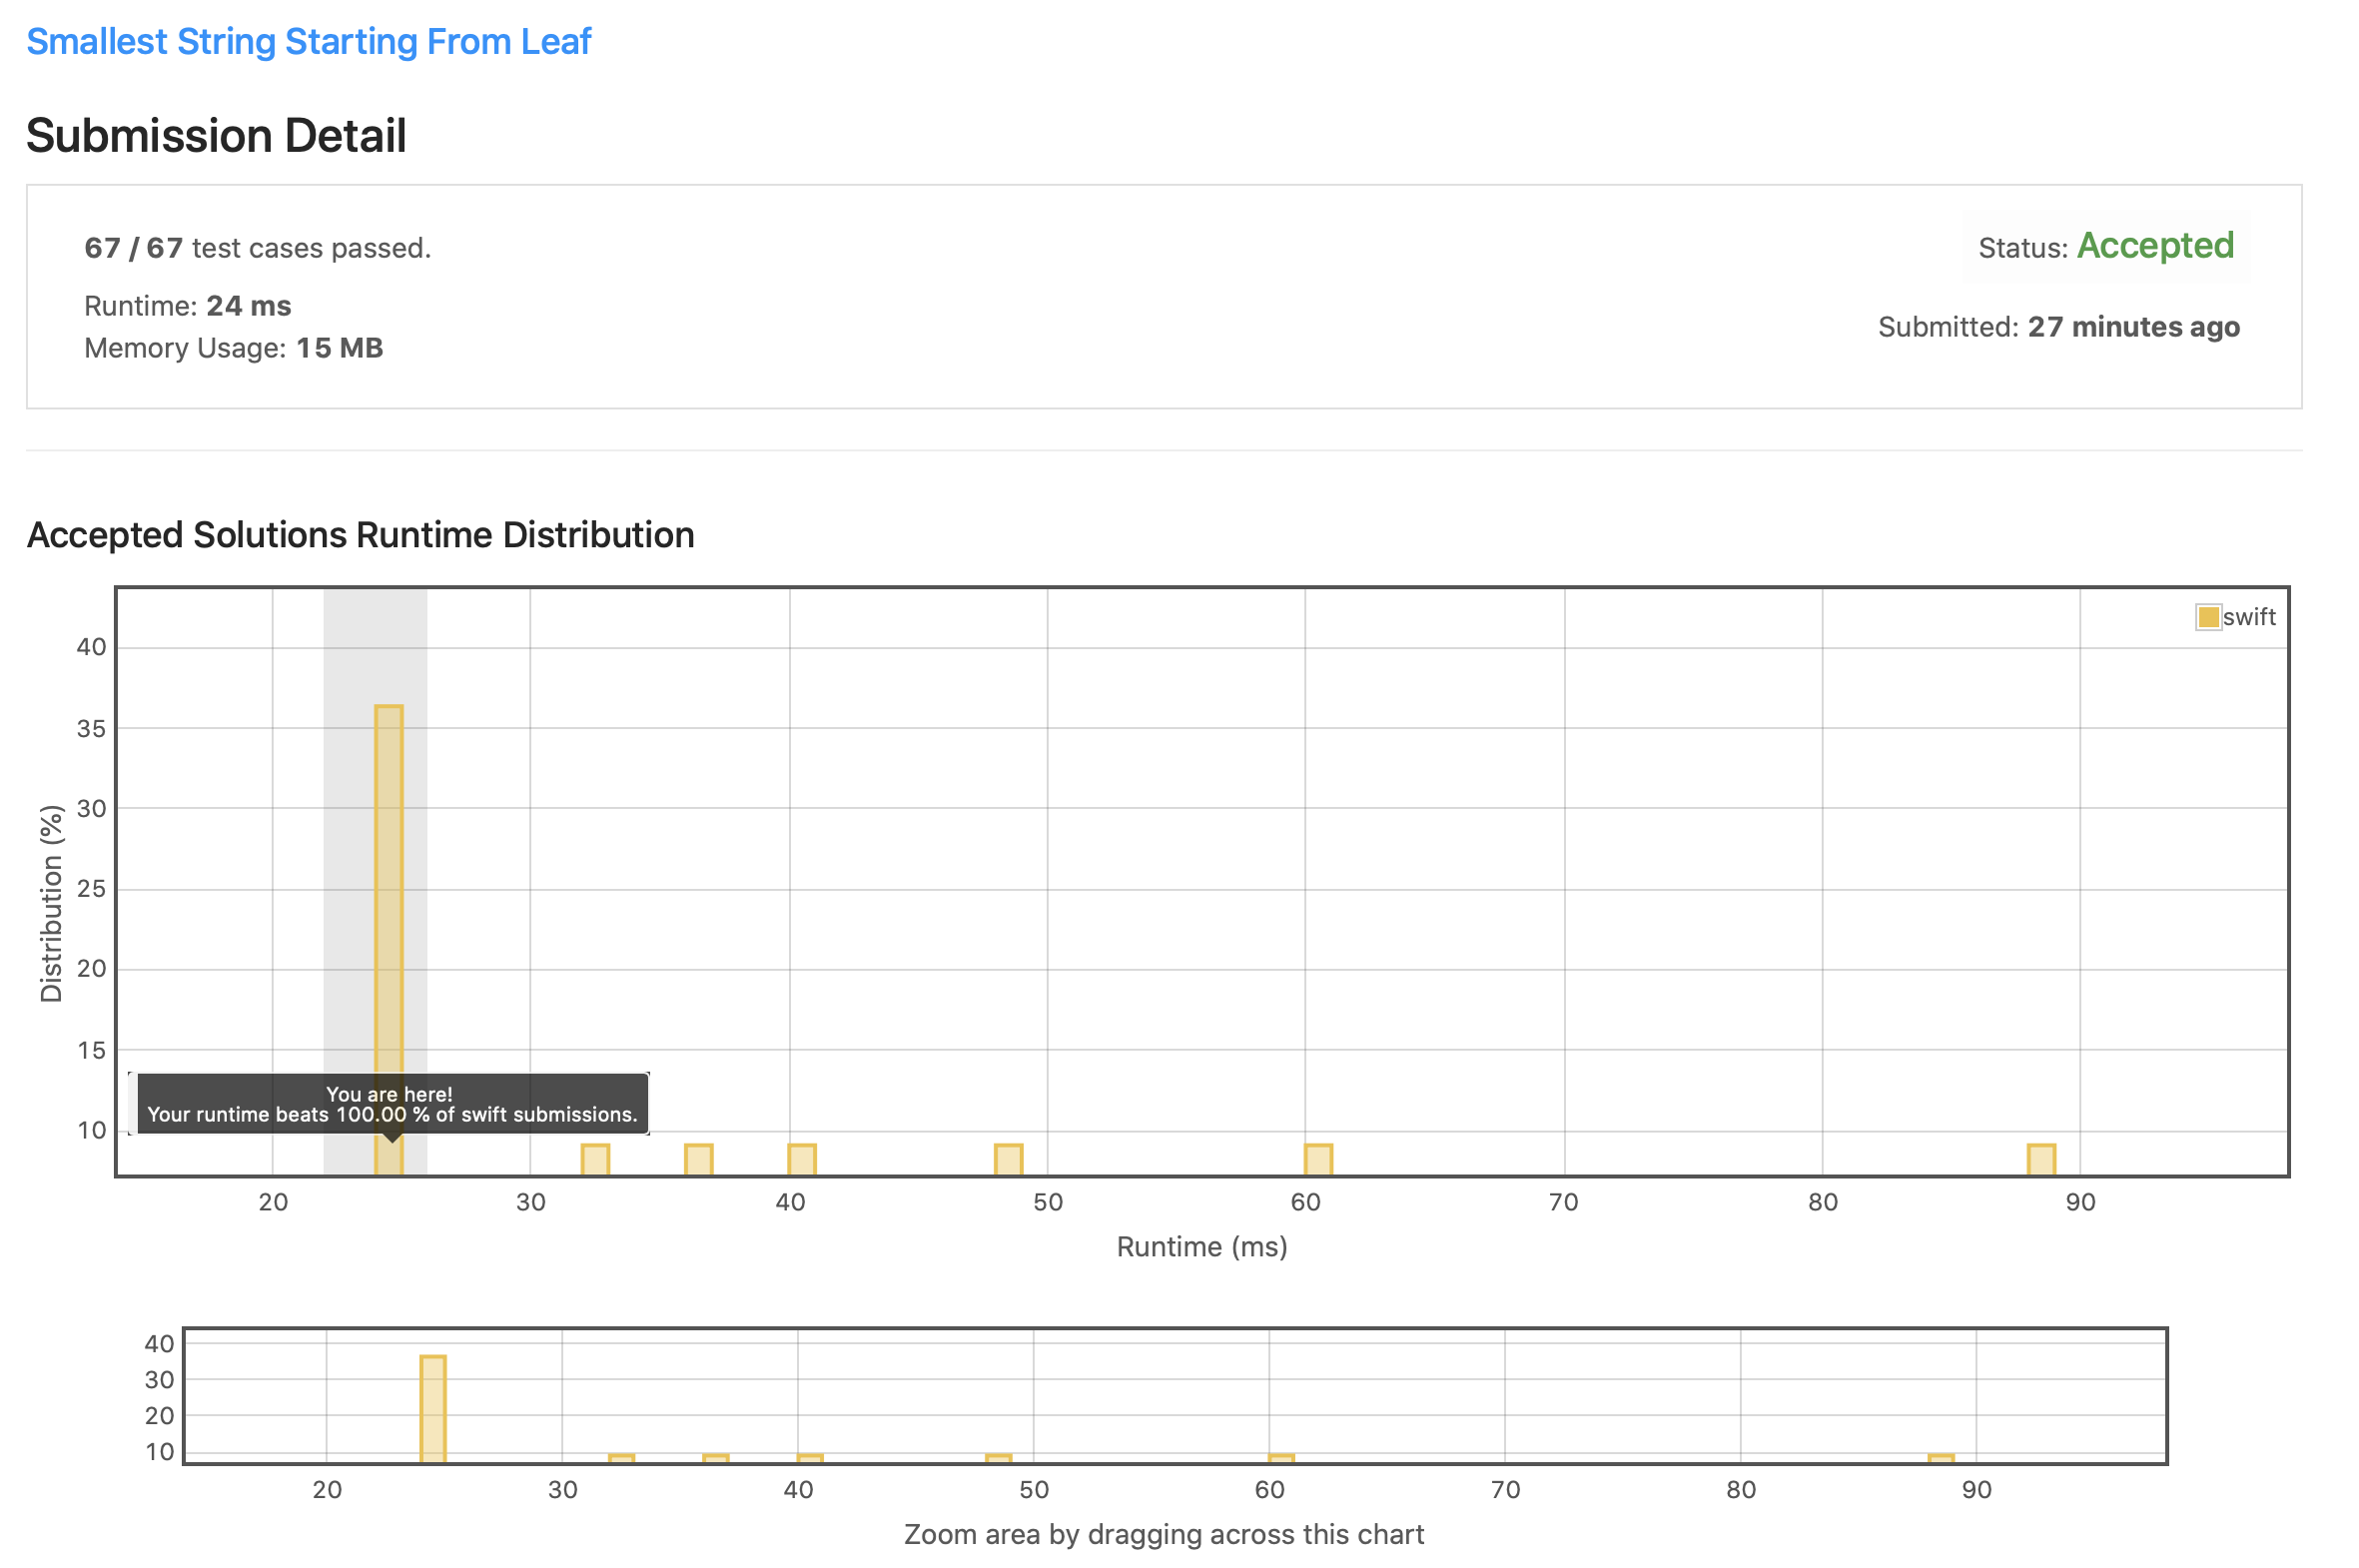 Smallest String Starting From Leaf
Submission Detail
67 / 67 test cases passed.
Status: Accepted
Runtime: 24 ms
Submitted: 27 minutes ago
Memory Usage: 15 MB
Accepted Solutions Runtime Distribution
swift
40
35
30
25
20
15
10
Distribution (%)
You are here!
Your runtime beats 100.00 % of swift submissions.
20 30 40 50 60 70 80 90
Runtime (ms)
40
30
20
10
20 30 40 50 60 70 80 90
Zoom area by dragging across this chart